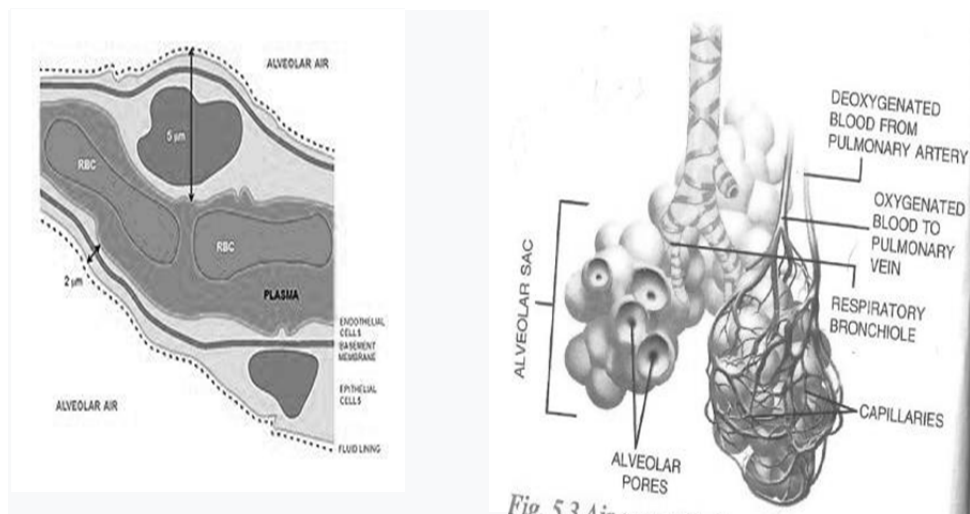 ALVEOLAR AIR
5 µm
RBC
RBC
2 µm
PLASMA
ENDOTHELIAL
CELLS
BASEMENT
MEMBRANE
EPITHELIAL
CELLS
ALVEOLAR AIR
FLUID LINING
DEOXYGENATED
BLOOD FROM
PULMONARY ARTERY
OXYGENATED
BLOOD TO
PULMONARY
VEIN
RESPIRATORY
BRONCHIOLE
ALVEOLAR SAC
CAPILLARIES
ALVEOLAR
PORES
Fig. 5.3